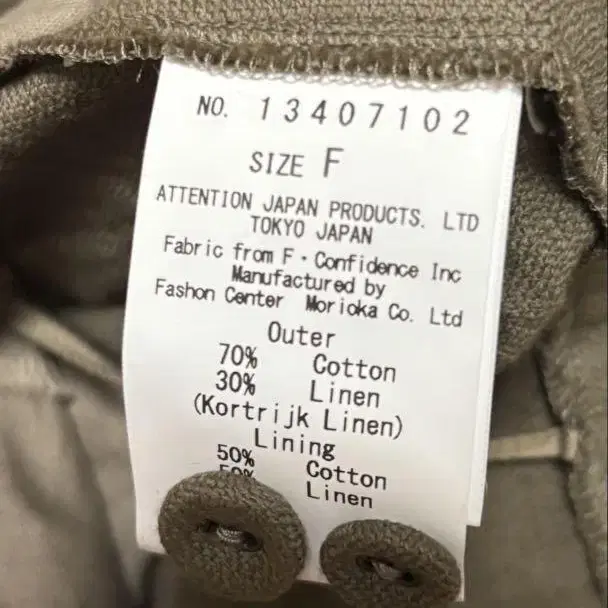 NO. 13407102
SIZE F
ATTENTION JAPAN PRODUCTS. LTD
TOKYO JAPAN
Fabric from F・Confidence Inc
Manufactured by
Fashon Center Morioka Co. Ltd
Outer
70% Cotton
30% Linen
(Kortrijk Linen)
Lining
50% Cotton
50% Linen